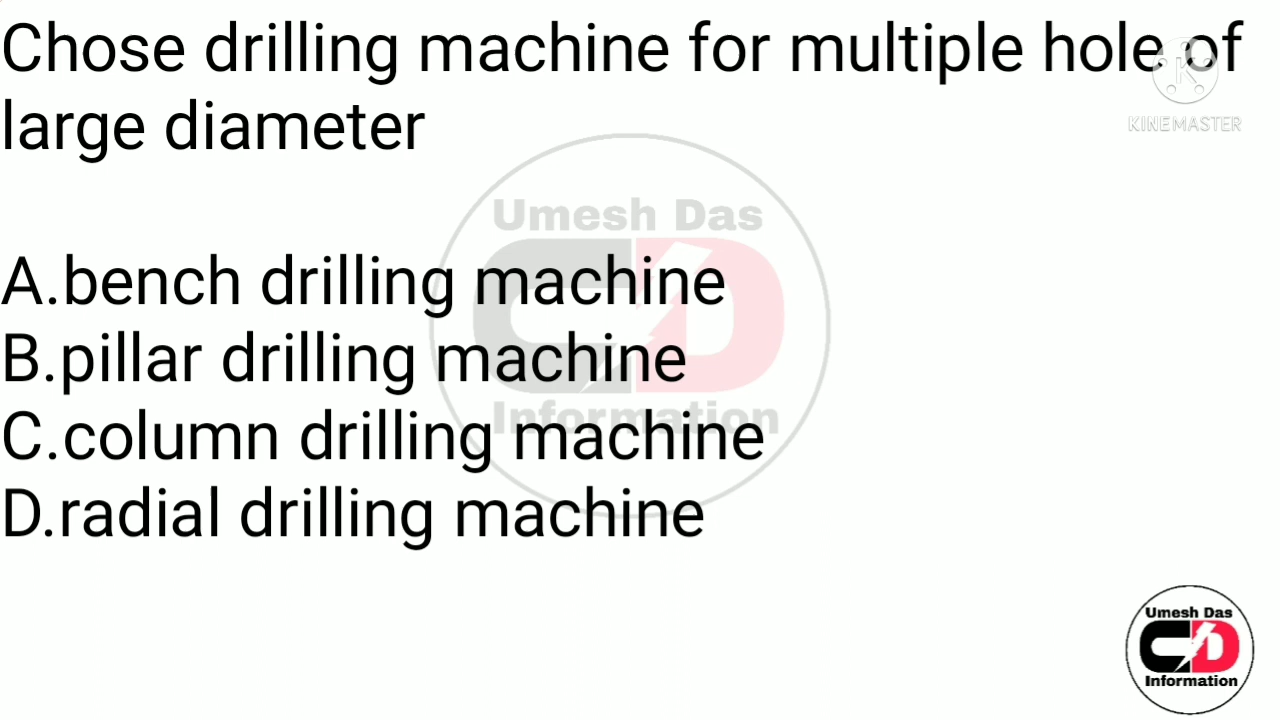 Chose drilling machine for multiple hole of
large diameter
KINEMASTER
Umesh Das
A.bench drilling machine
B.pillar drilling machine
Information
C.column drilling machine
D.radial drilling machine
Umesh Das
Information